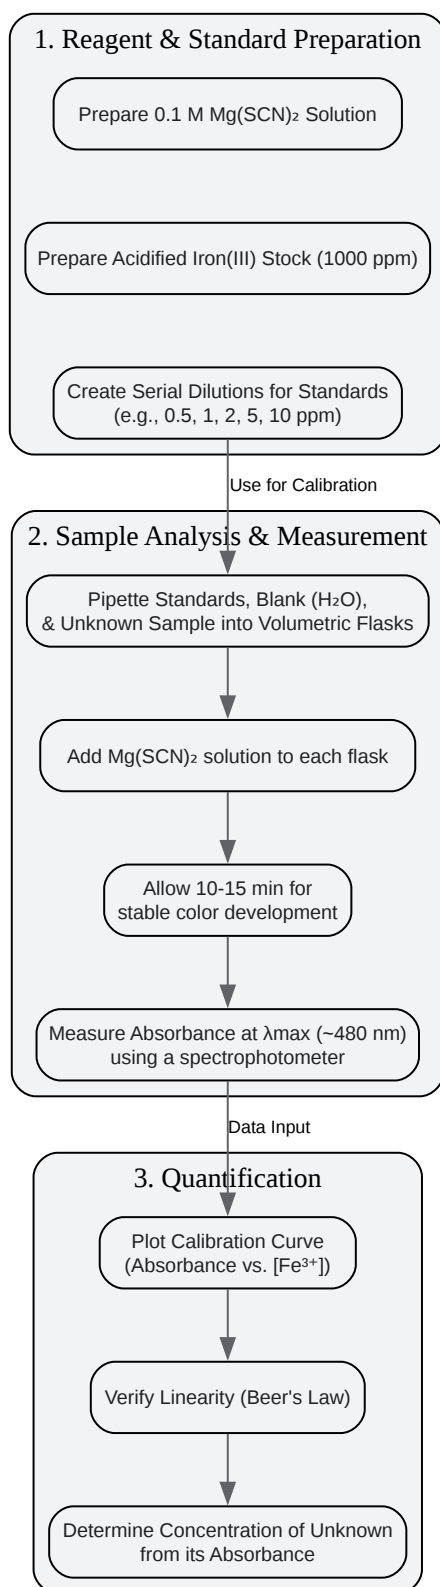 1. Reagent & Standard Preparation
Prepare 0.1 M Mg(SCN)₂ Solution
Prepare Acidified Iron(III) Stock (1000 ppm)
Create Serial Dilutions for Standards
(e.g., 0.5, 1, 2, 5, 10 ppm)
Use for Calibration
2. Sample Analysis & Measurement
Pipette Standards, Blank (H₂O),
& Unknown Sample into Volumetric Flasks
Add Mg(SCN)₂ solution to each flask
Allow 10-15 min for
stable color development
Measure Absorbance at λmax (~480 nm)
using a spectrophotometer
Data Input
3. Quantification
Plot Calibration Curve
(Absorbance vs. [Fe³⁺])
Verify Linearity (Beer's Law)
Determine Concentration of Unknown
from its Absorbance